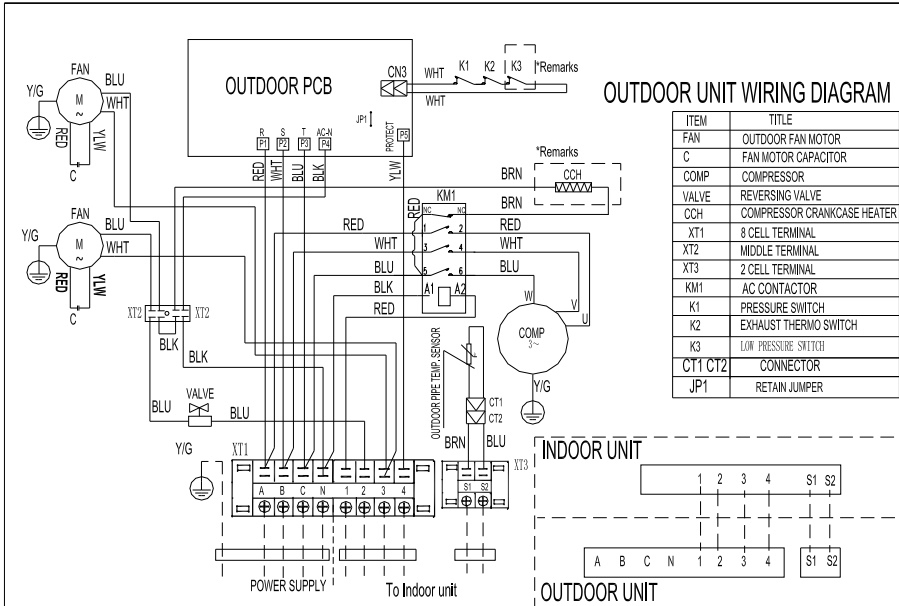 OUTDOOR UNIT WIRING DIAGRAM
ITEM TITLE
FAN OUTDOOR FAN MOTOR
C FAN MOTOR CAPACITOR
COMP COMPRESSOR
VALVE REVERSING VALVE
CCH COMPRESSOR CRANKCASE HEATER
XT1 8 CELL TERMINAL
XT2 MIDDLE TERMINAL
XT3 2 CELL TERMINAL
KM1 AC CONTACTOR
K1 PRESSURE SWITCH
K2 EXHAUST THERMO SWITCH
K3 LOW PRESSURE SWITCH
CT1 CT2 CONNECTOR
JP1 RETAIN JUMPER
OUTDOOR PCB
CN3
WHT
WHT
K1 K2 K3
*Remarks
JP1
R S T AC-N
P1 P2 P3 P4
PROTECT
P5
RED
WHT
BLU
BLK
YLW
FAN
Y/G
M
~
BLU
WHT
RED
YLW
C
FAN
Y/G
M
~
BLU
WHT
RED
YLW
C
*Remarks
CCH
BRN
BRN
KM1
NC NC
RED
RED 1 2 RED
WHT 3 4 WHT
BLU 5 6 BLU
BLK A1 A2
RED
W
V
U
COMP
3~
Y/G
XT2 XT2
BLK
BLK
VALVE
BLU
BLU
OUTDOOR PIPE TEMP. SENSOR
CT1
CT2
BRN BLU
Y/G
XT1
A B C N 1 2 3 4
XT3
S1 S2
POWER SUPPLY
To Indoor unit
INDOOR UNIT
1 2 3 4 S1 S2
A B C N 1 2 3 4 S1 S2
OUTDOOR UNIT